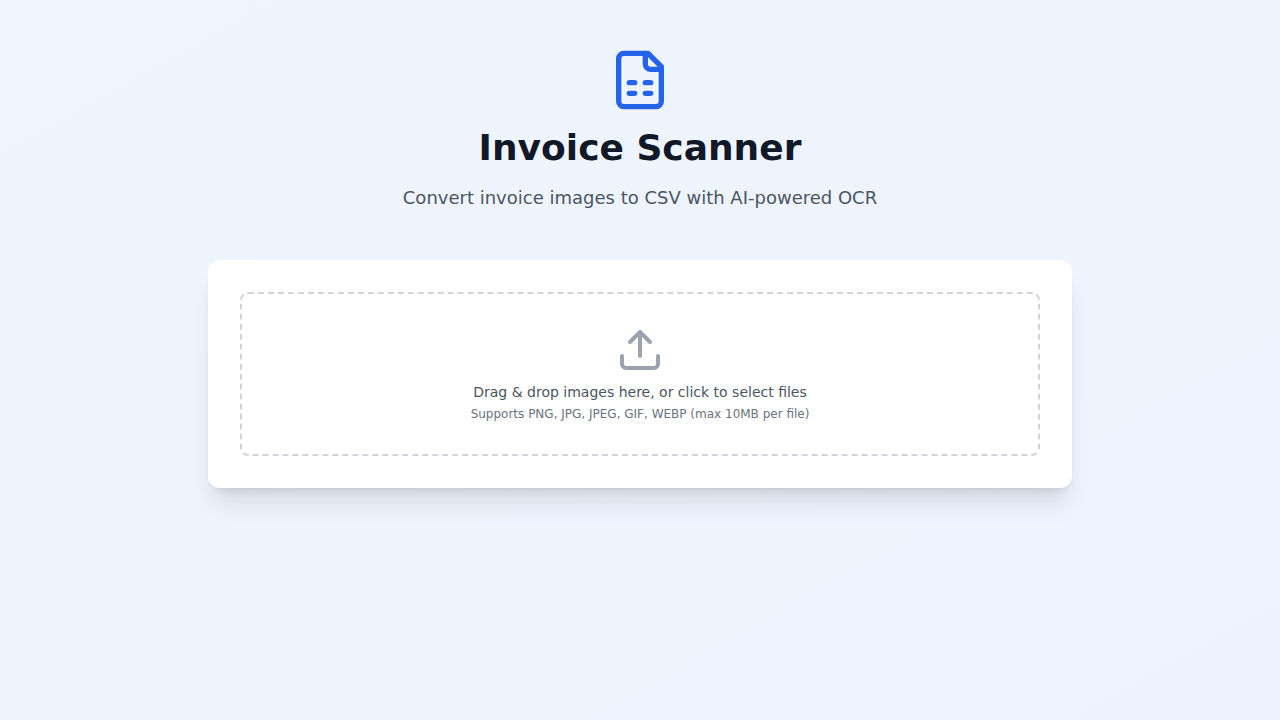 Invoice Scanner
Convert invoice images to CSV with AI-powered OCR
Drag & drop images here, or click to select files
Supports PNG, JPG, JPEG, GIF, WEBP (max 10MB per file)